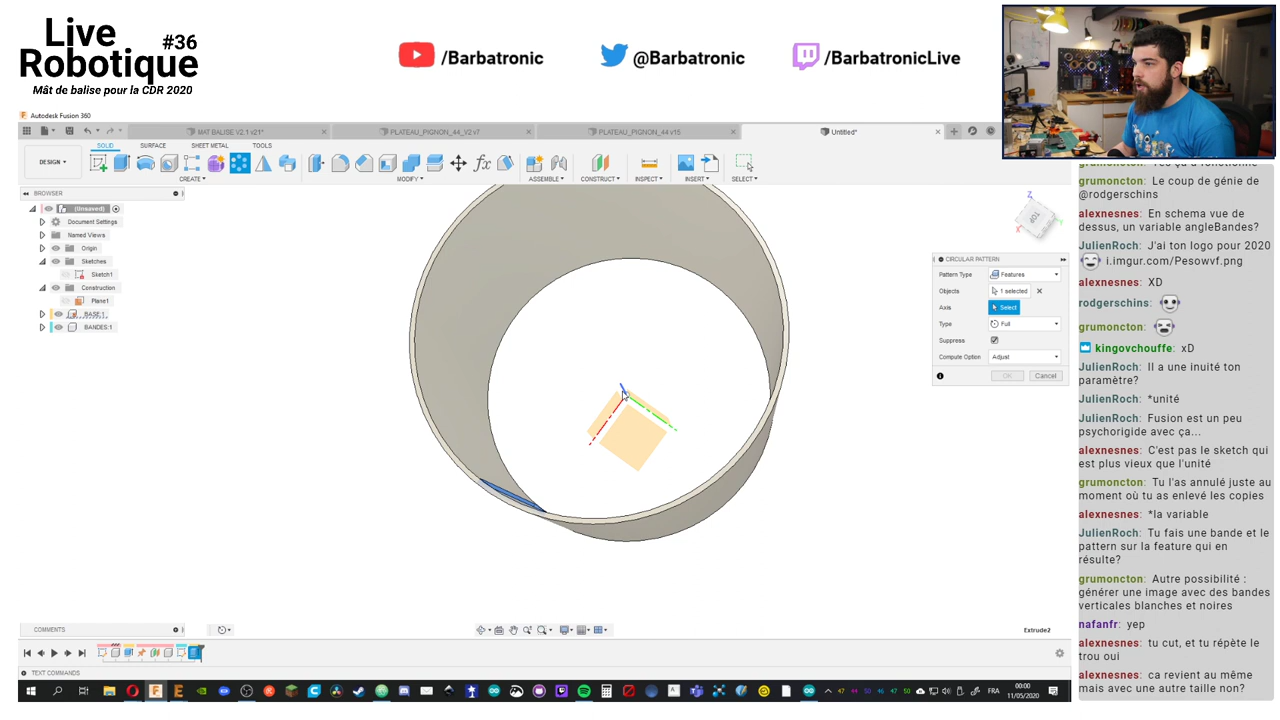 Live
Robotique #36
Mât de balise pour la CDR 2020
/Barbatronic
@Barbatronic
/BarbatronicLive
Autodesk Fusion 360
MAT BALISE V2.1 v21*
PLATEAU_PIGNON_44_V2 v7
PLATEAU_PIGNON_44 v15
Untitled*
SOLID
SURFACE
SHEET METAL
TOOLS
DESIGN
CREATE
MODIFY
ASSEMBLE
CONSTRUCT
INSPECT
INSERT
SELECT
BROWSER
(Unsaved)
Document Settings
Named Views
Origin
Sketches
Sketch1
Construction
Plane1
BASE:1
BANDES:1
Z
TOP
X
CIRCULAR PATTERN
Pattern Type
Features
Objects
1 selected
Axis
Select
Type
Full
Suppress
Compute Option
Adjust
OK
Cancel
grumoncton: Le coup de génie de
@rodgerschins
alexnesnes: En schema vue de
dessus, un variable angleBandes?
JulienRoch: J'ai ton logo pour 2020
i.imgur.com/Pesowvf.png
alexnesnes: XD
rodgerschins:
grumoncton:
kingovchouffe: xD
JulienRoch: Il a une inuité ton
paramètre?
JulienRoch: *unité
JulienRoch: Fusion est un peu
psychorigide avec ça...
alexnesnes: C'est pas le sketch qui
est plus vieux que l'unité
grumoncton: Tu l'as annulé juste au
moment où tu as enlevé les copies
alexnesnes: *la variable
JulienRoch: Tu fais une bande et le
pattern sur la feature qui en
résulte?
grumoncton: Autre possibilité :
générer une image avec des bandes
verticales blanches et noires
nafanfr: yep
alexnesnes: tu cut, et tu répète le
trou oui
alexnesnes: ca revient au même
mais avec une autre taille non?
COMMENTS
Extrude2
TEXT COMMANDS
FRA
00:00
11/05/2020